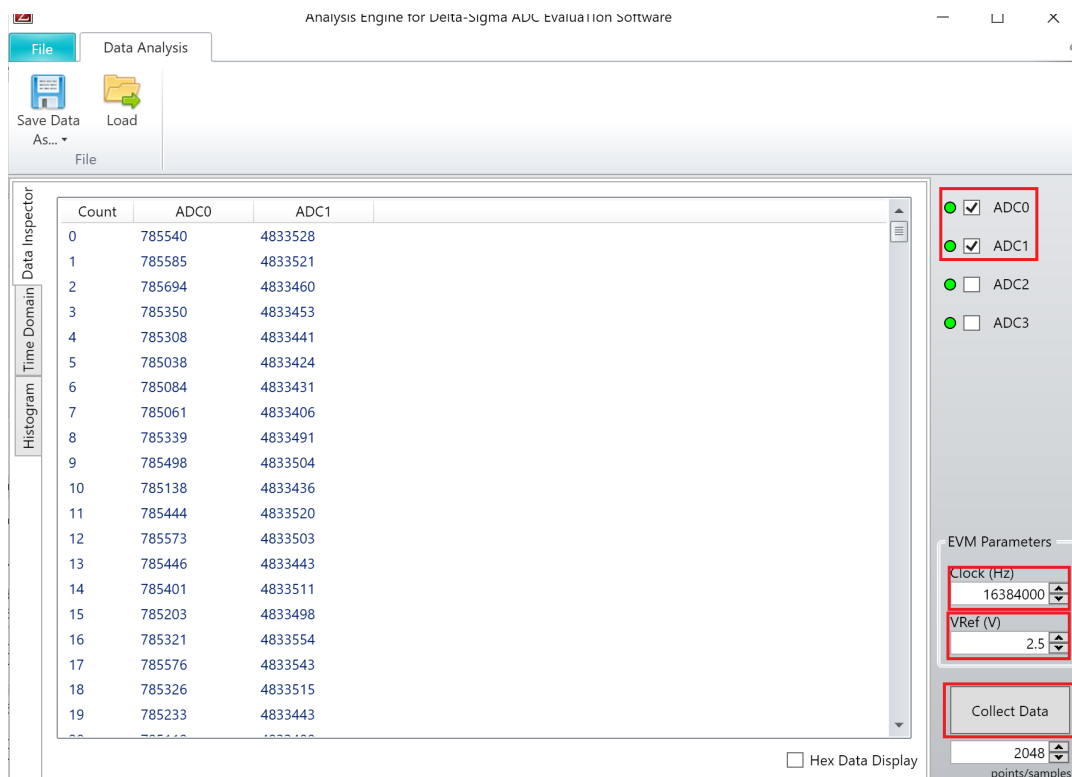 Analysis Engine for Delta-Sigma ADC Evaluation Software
File
Data Analysis
Save Data
As...
Load
File
Data Inspector
Time Domain
Histogram
Count ADC0 ADC1
0 785540 4833528
1 785585 4833521
2 785694 4833460
3 785350 4833453
4 785308 4833441
5 785038 4833424
6 785084 4833431
7 785061 4833406
8 785339 4833491
9 785498 4833504
10 785138 4833436
11 785444 4833520
12 785573 4833503
13 785446 4833443
14 785401 4833511
15 785203 4833498
16 785321 4833554
17 785576 4833543
18 785326 4833515
19 785233 4833443
Hex Data Display
ADC0
ADC1
ADC2
ADC3
EVM Parameters
Clock (Hz)
16384000
VRef (V)
2.5
Collect Data
2048
points/samples